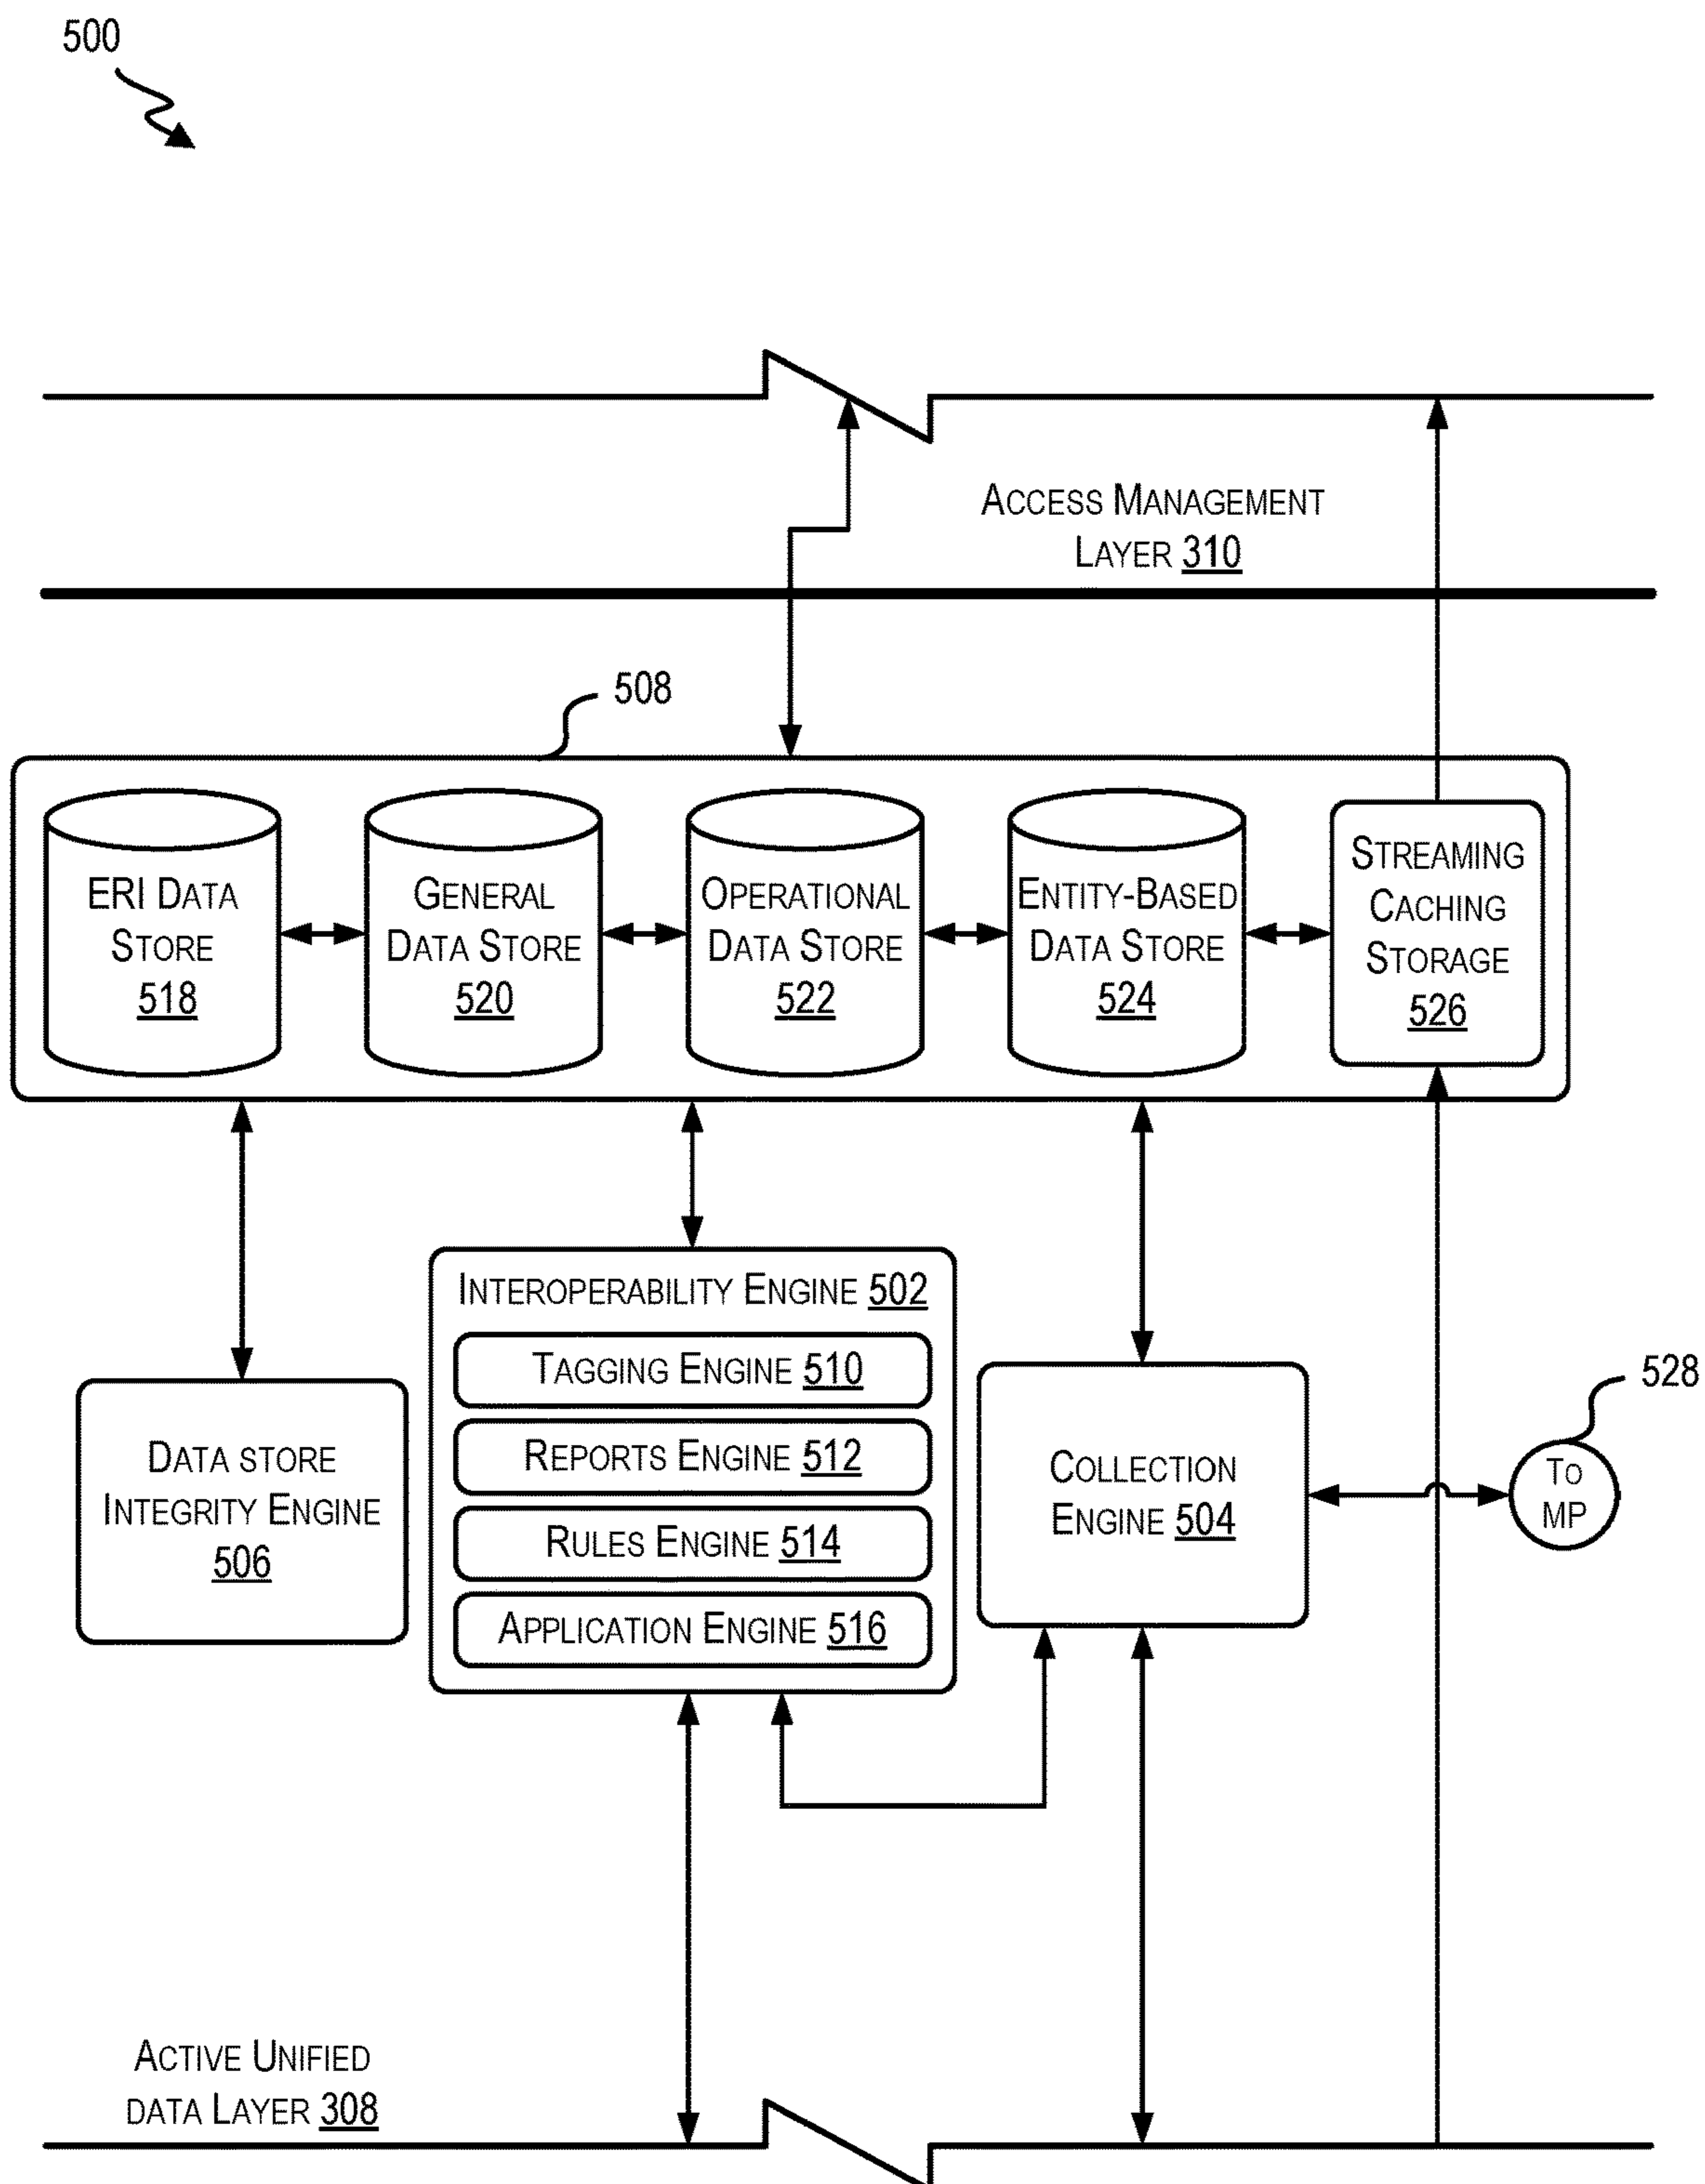 500
ACCESS MANAGEMENT
LAYER 310
508
ERI DATA
STORE
518
GENERAL
DATA STORE
520
OPERATIONAL
DATA STORE
522
ENTITY-BASED
DATA STORE
524
STREAMING
CACHING
STORAGE
526
INTEROPERABILITY ENGINE 502
TAGGING ENGINE 510
REPORTS ENGINE 512
RULES ENGINE 514
APPLICATION ENGINE 516
DATA STORE
INTEGRITY ENGINE
506
COLLECTION
ENGINE 504
528
TO
MP
ACTIVE UNIFIED
DATA LAYER 308